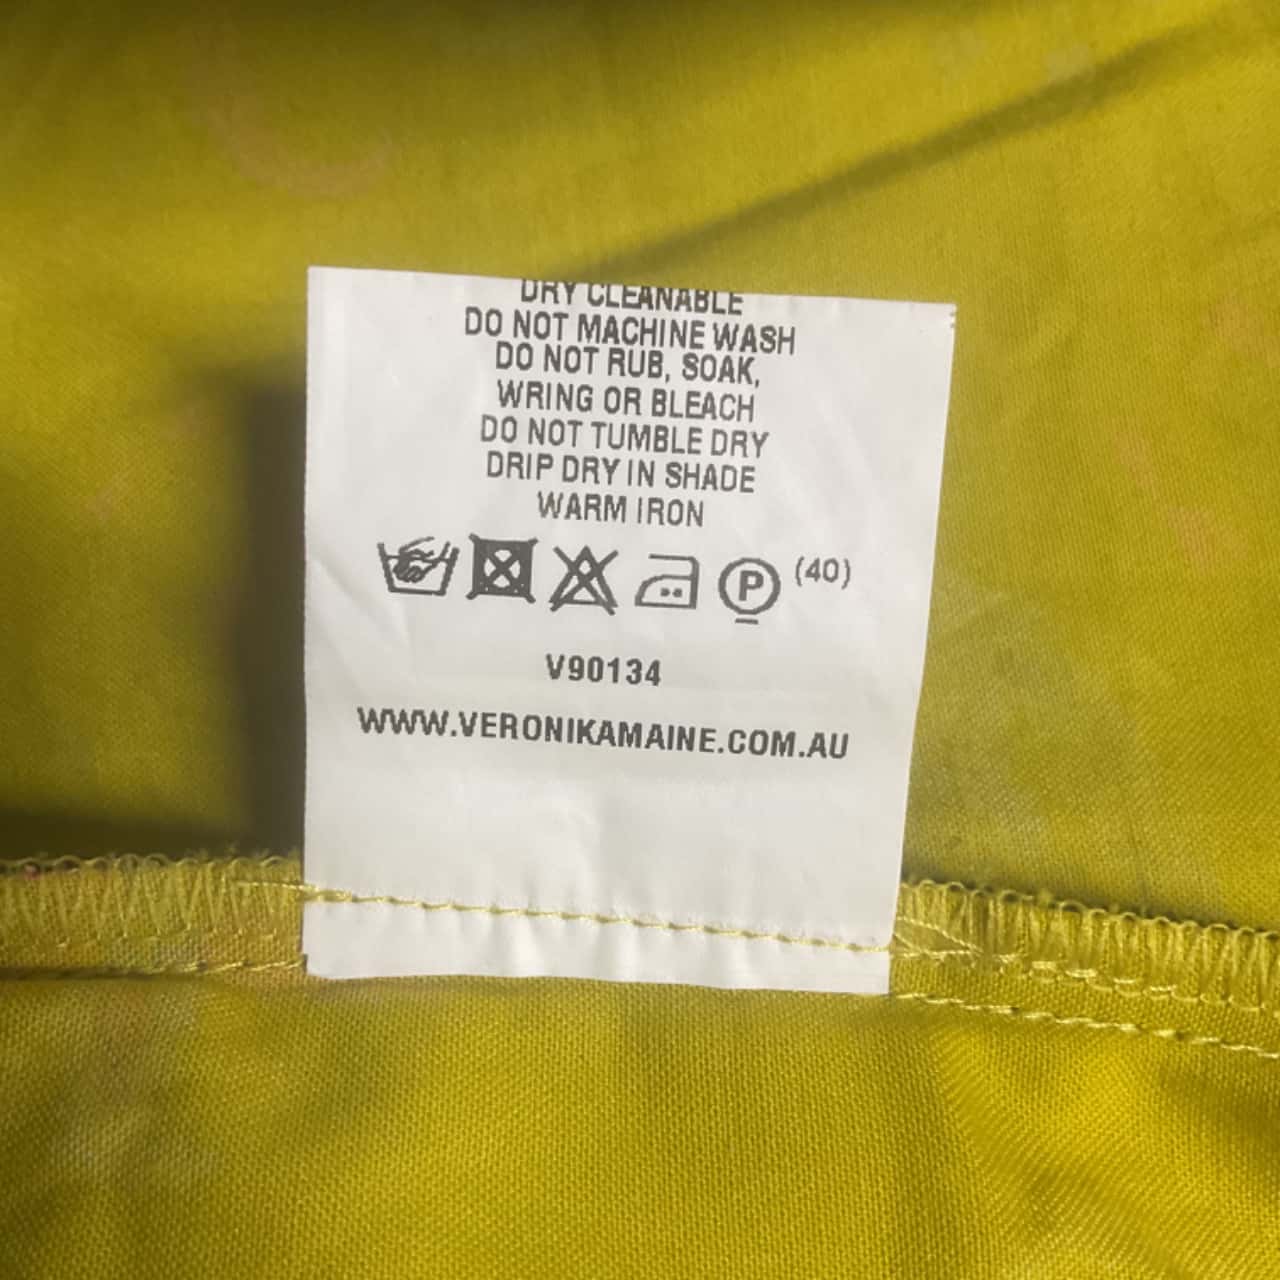 DRY CLEANABLE
DO NOT MACHINE WASH
DO NOT RUB, SOAK,
WRING OR BLEACH
DO NOT TUMBLE DRY
DRIP DRY IN SHADE
WARM IRON
P (40)
V90134
WWW.VERONIKAMAINE.COM.AU